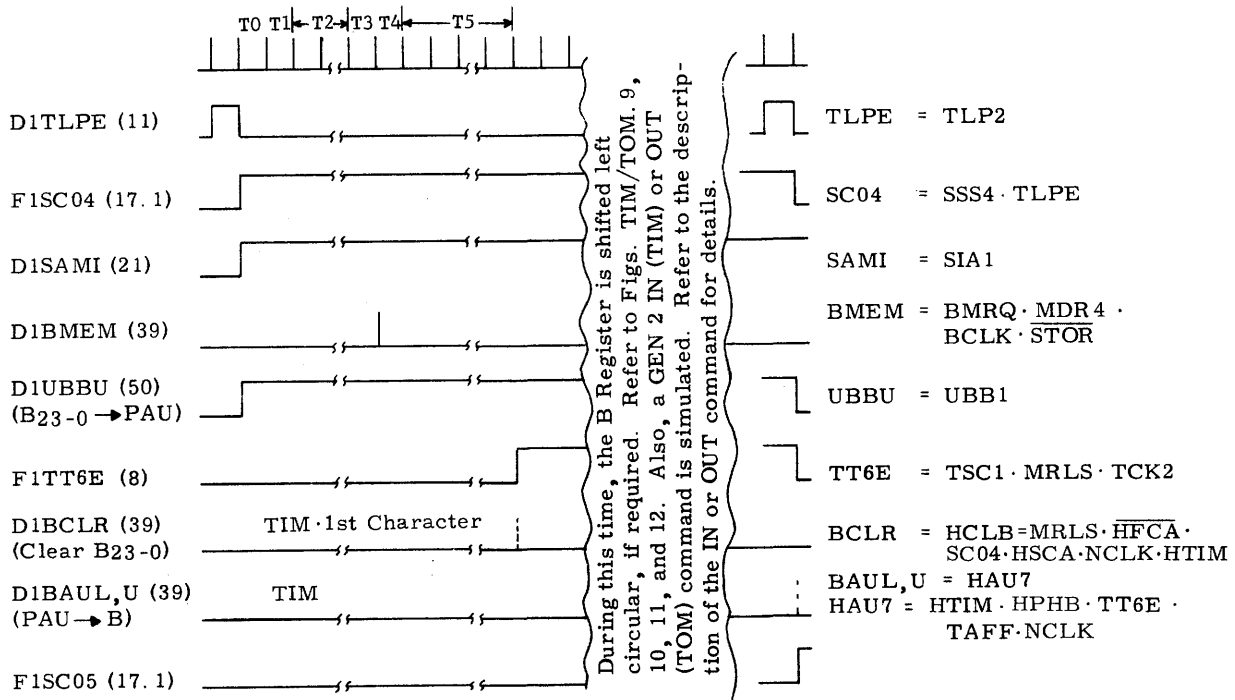 T0 T1 T2 T3 T4 T5
D1TLPE (11)
F1SC04 (17.1)
D1SAMI (21)
D1BMEM (39)
D1UBBU (50)
(B23-0 → PAU)
F1TT6E (8)
D1BCLR (39)
(Clear B23-0)
TIM·1st Character
D1BAUL,U (39)
(PAU → B)
TIM
F1SC05 (17.1)
During this time, the B Register is shifted left
circular, if required. Refer to Figs. TIM/TOM.9,
10, 11, and 12. Also, a GEN 2 IN (TIM) or OUT
(TOM) command is simulated. Refer to the descrip-
tion of the IN or OUT command for details.
TLPE = TLP2
SC04 = SSS4·TLPE
SAMI = SIA1
BMEM = BMRQ·MDR4·
BCLK·S̅T̅O̅R̅
UBBU = UBB1
TT6E = TSC1·MRLS·TCK2
BCLR = HCLB=MRLS·H̅F̅C̅A̅·
SC04·HSCA·NCLK·HTIM
BAUL,U = HAU7
HAU7 = HTIM·HPHB·TT6E·
TAFF·NCLK